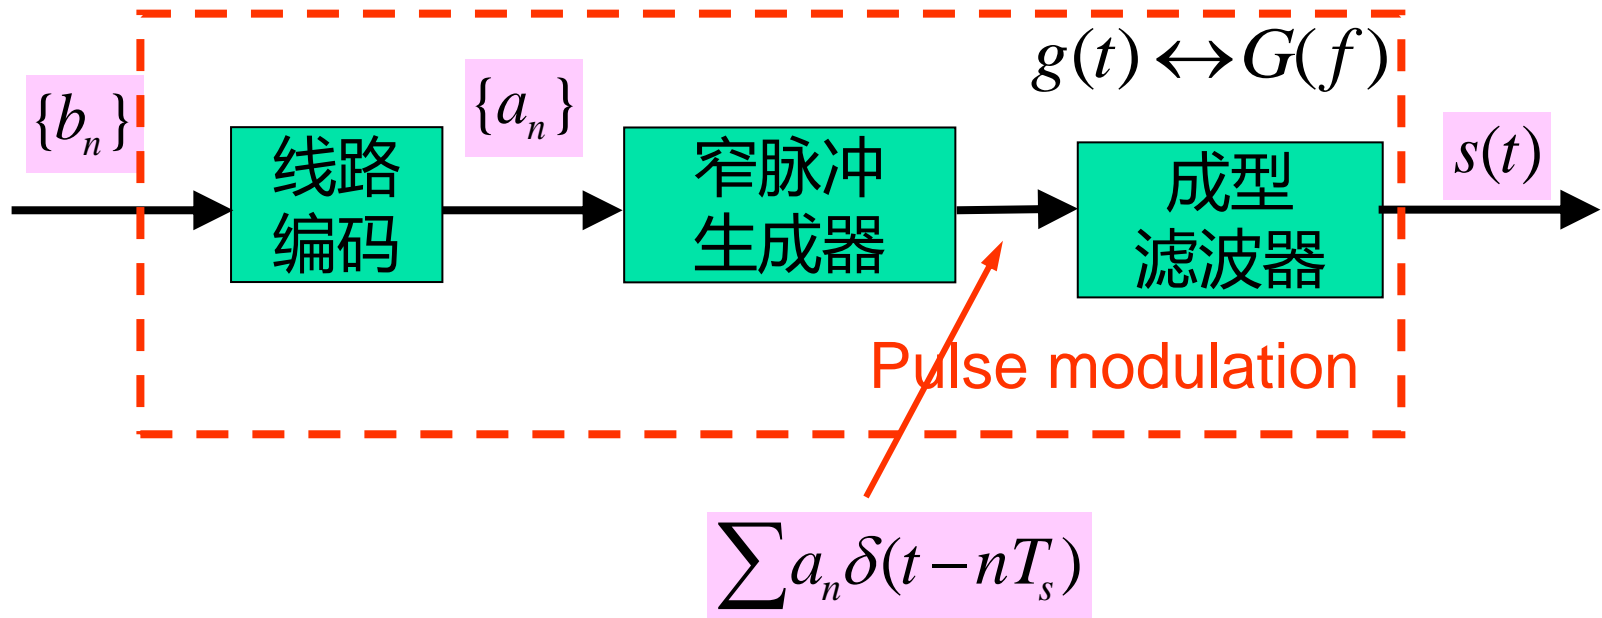 g(t) ↔ G(f)
{b_n}
{a_n}
s(t)
线路
编码
窄脉冲
生成器
成型
滤波器
Pulse modulation
∑ a_n δ(t − nT_s)